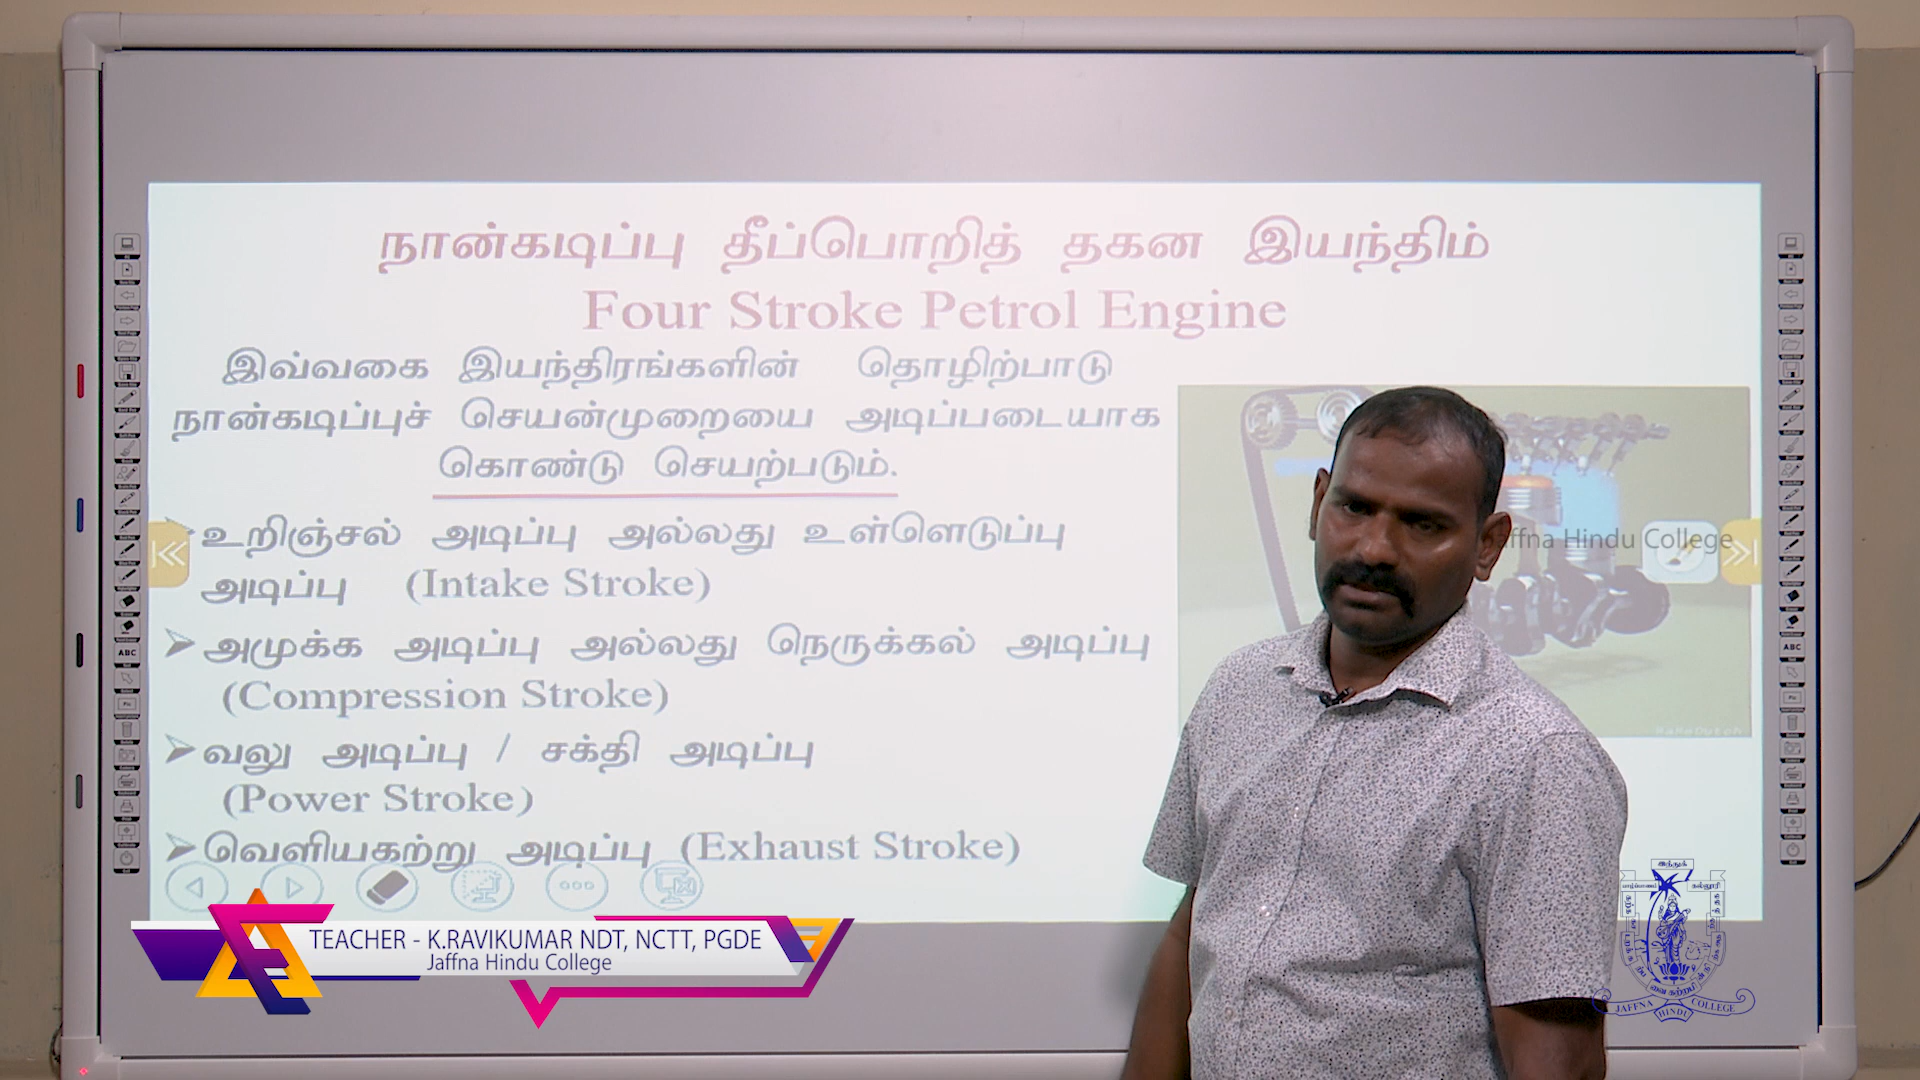 நான்கடிப்பு தீப்பொறித் தகன இயந்திம்
Four Stroke Petrol Engine
இவ்வகை இயந்திரங்களின் தொழிற்பாடு
நான்கடிப்புச் செயன்முறையை அடிப்படையாக
கொண்டு செயற்படும்.
உறிஞ்சல் அடிப்பு அல்லது உள்ளெடுப்பு
அடிப்பு (Intake Stroke)
அமுக்க அடிப்பு அல்லது நெருக்கல் அடிப்பு
(Compression Stroke)
வலு அடிப்பு / சக்தி அடிப்பு
(Power Stroke)
வெளியகற்று அடிப்பு (Exhaust Stroke)
Jaffna Hindu College
ABC
ABC
TEACHER - K.RAVIKUMAR NDT, NCTT, PGDE
Jaffna Hindu College
JAFFNA HINDU COLLEGE